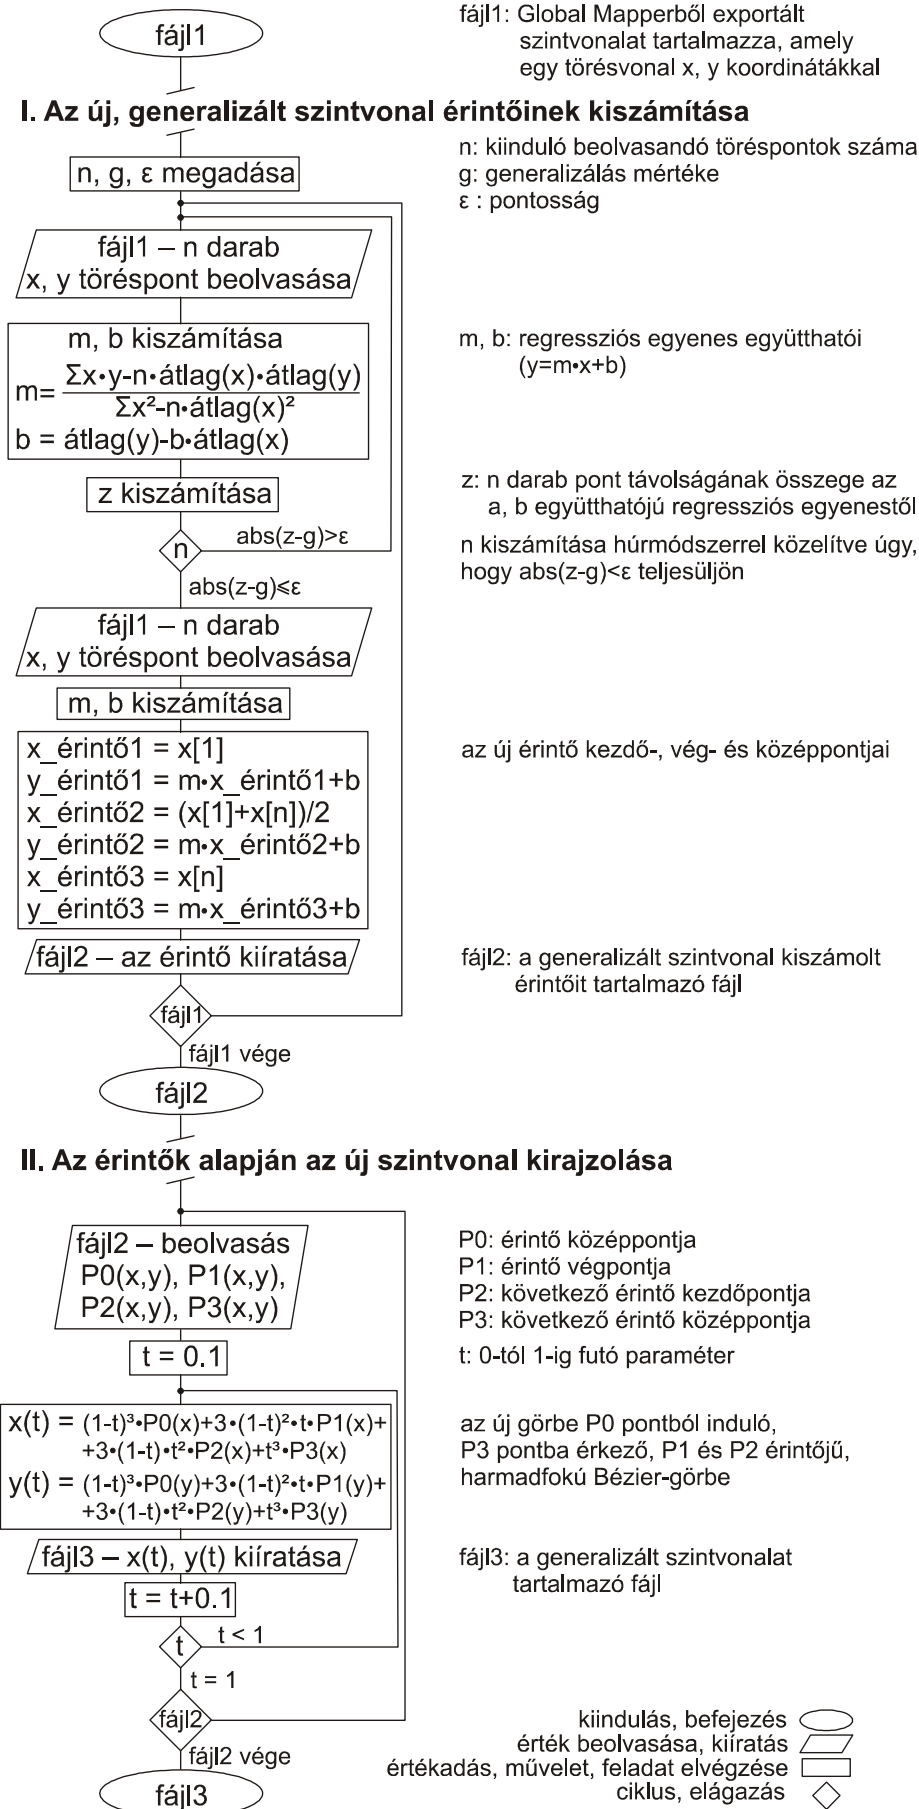 fájl1
fájl1: Global Mapperből exportált
szintvonalat tartalmazza, amely
egy törésvonal x, y koordinátákkal
I. Az új, generalizált szintvonal érintőinek kiszámítása
n, g, ε megadása
n: kiinduló beolvasandó töréspontok száma
g: generalizálás mértéke
ε : pontosság
fájl1 – n darab
x, y töréspont beolvasása
m, b kiszámítása
m= Σx•y-n•átlag(x)•átlag(y)
Σx²-n•átlag(x)²
b = átlag(y)-b•átlag(x)
m, b: regressziós egyenes együtthatói
(y=m•x+b)
z kiszámítása
z: n darab pont távolságának összege az
a, b együtthatójú regressziós egyenestől
n
abs(z-g)>ε
abs(z-g)⩽ε
n kiszámítása húrmódszerrel közelítve úgy,
hogy abs(z-g)<ε teljesüljön
fájl1 – n darab
x, y töréspont beolvasása
m, b kiszámítása
x_érintő1 = x[1]
y_érintő1 = m•x_érintő1+b
x_érintő2 = (x[1]+x[n])/2
y_érintő2 = m•x_érintő2+b
x_érintő3 = x[n]
y_érintő3 = m•x_érintő3+b
az új érintő kezdő-, vég- és középpontjai
fájl2 – az érintő kiíratása
fájl2: a generalizált szintvonal kiszámolt
érintőit tartalmazó fájl
fájl1
fájl1 vége
fájl2
II. Az érintők alapján az új szintvonal kirajzolása
fájl2 – beolvasás
P0(x,y), P1(x,y),
P2(x,y), P3(x,y)
P0: érintő középpontja
P1: érintő végpontja
P2: következő érintő kezdőpontja
P3: következő érintő középpontja
t = 0.1
t: 0-tól 1-ig futó paraméter
x(t) = (1-t)³•P0(x)+3•(1-t)²•t•P1(x)+
+3•(1-t)•t²•P2(x)+t³•P3(x)
y(t) = (1-t)³•P0(y)+3•(1-t)²•t•P1(y)+
+3•(1-t)•t²•P2(y)+t³•P3(y)
az új görbe P0 pontból induló,
P3 pontba érkező, P1 és P2 érintőjű,
harmadfokú Bézier-görbe
fájl3 – x(t), y(t) kiíratása
fájl3: a generalizált szintvonalat
tartalmazó fájl
t = t+0.1
t
t < 1
t = 1
fájl2
fájl2 vége
fájl3
kiindulás, befejezés
érték beolvasása, kiíratás
értékadás, művelet, feladat elvégzése
ciklus, elágazás